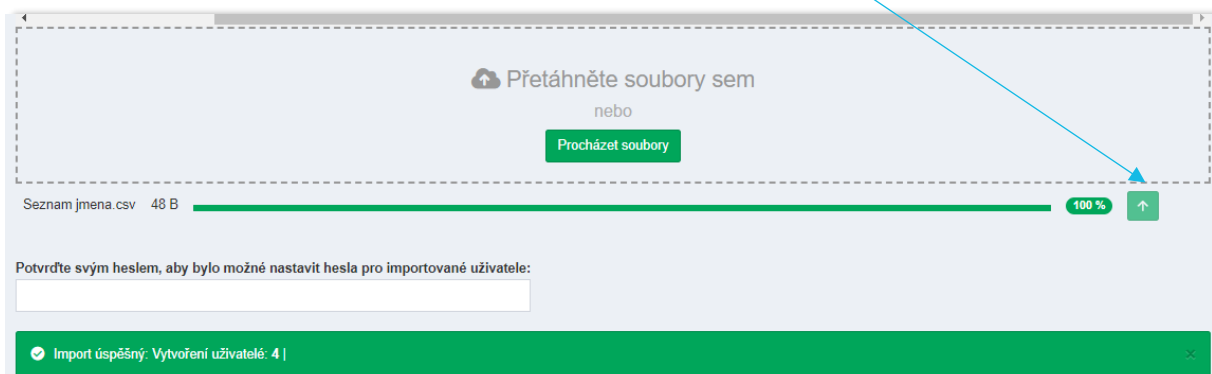 Přetáhněte soubory sem
nebo
Procházet soubory
Seznam jmena.csv 48 B 100 %
Potvrďte svým heslem, aby bylo možné nastavit hesla pro importované uživatele:
Import úspěšný: Vytvoření uživatelé: 4 |